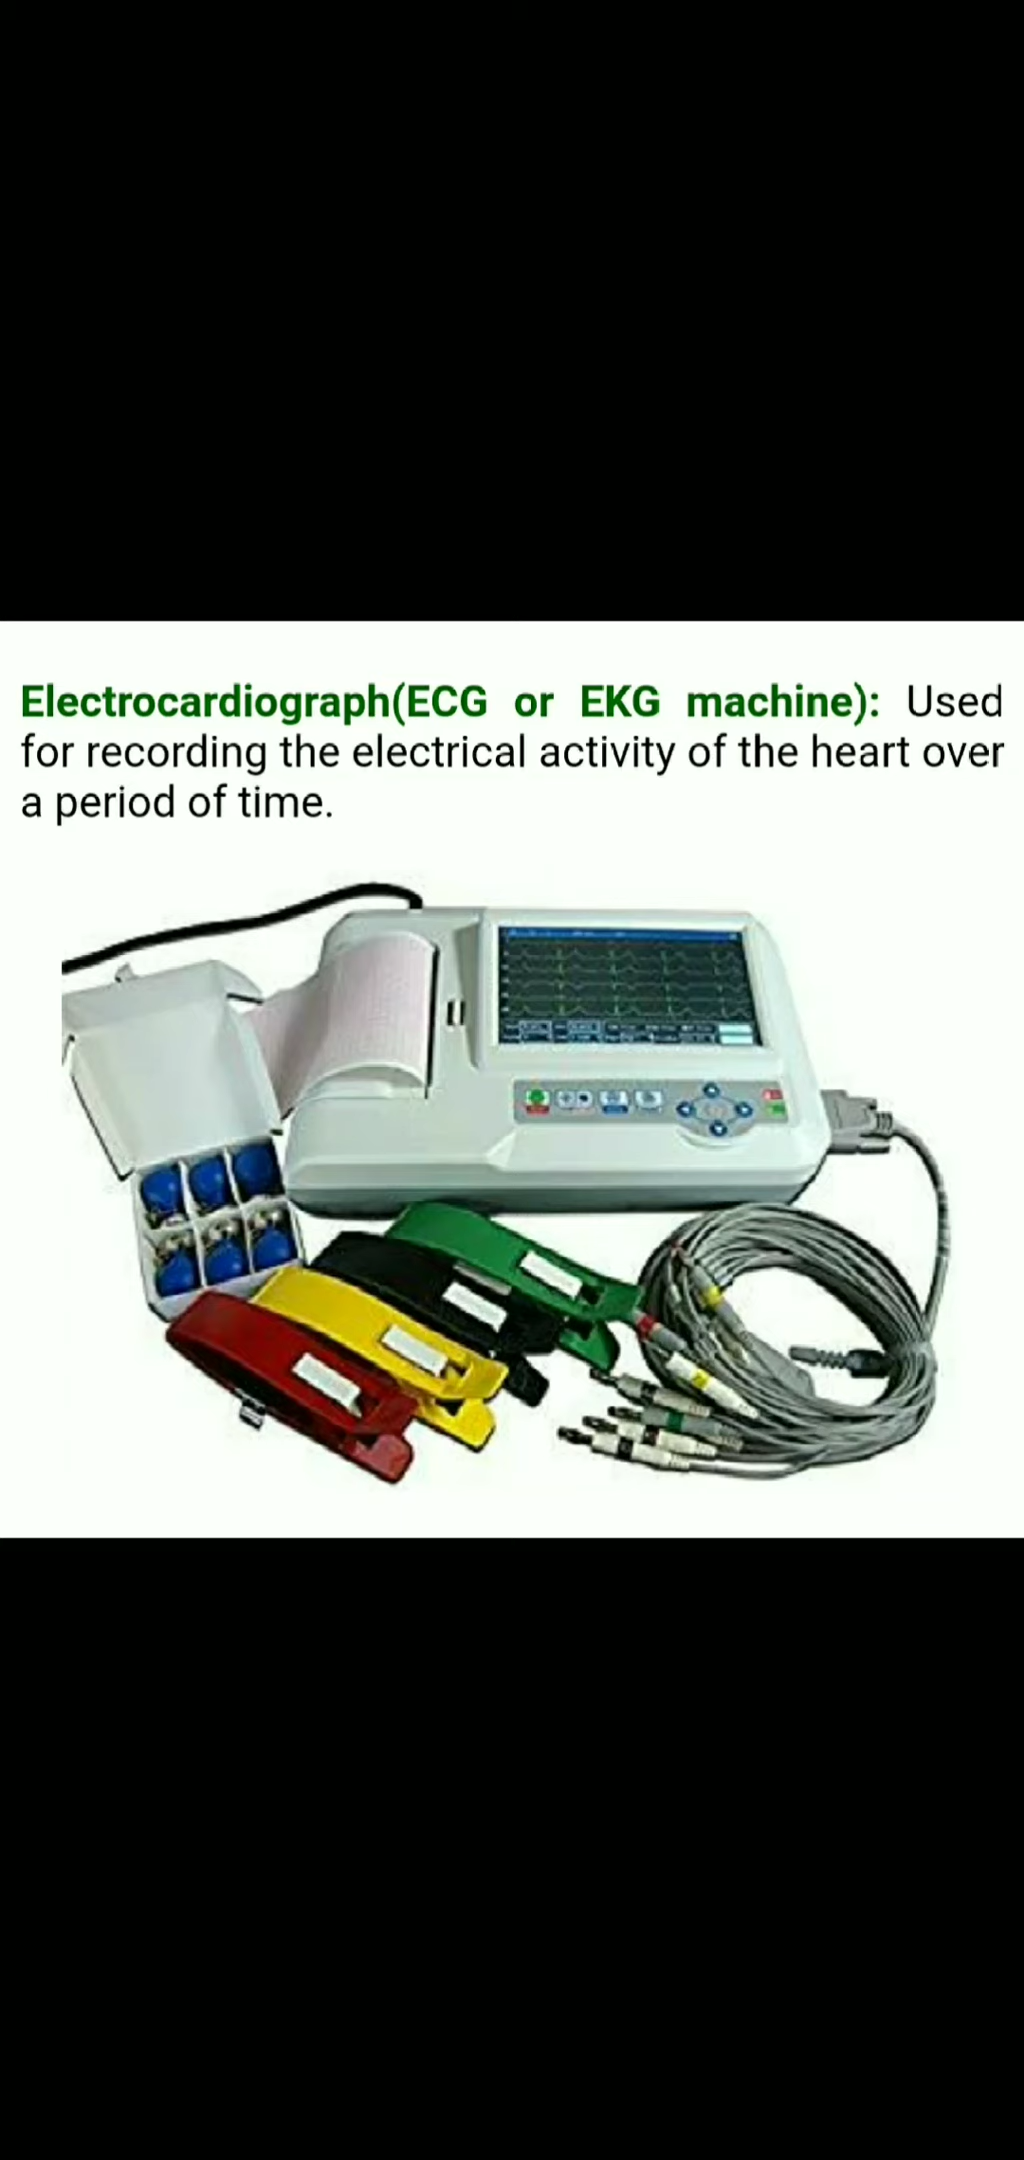 Electrocardiograph(ECG or EKG machine): Used
for recording the electrical activity of the heart over
a period of time.